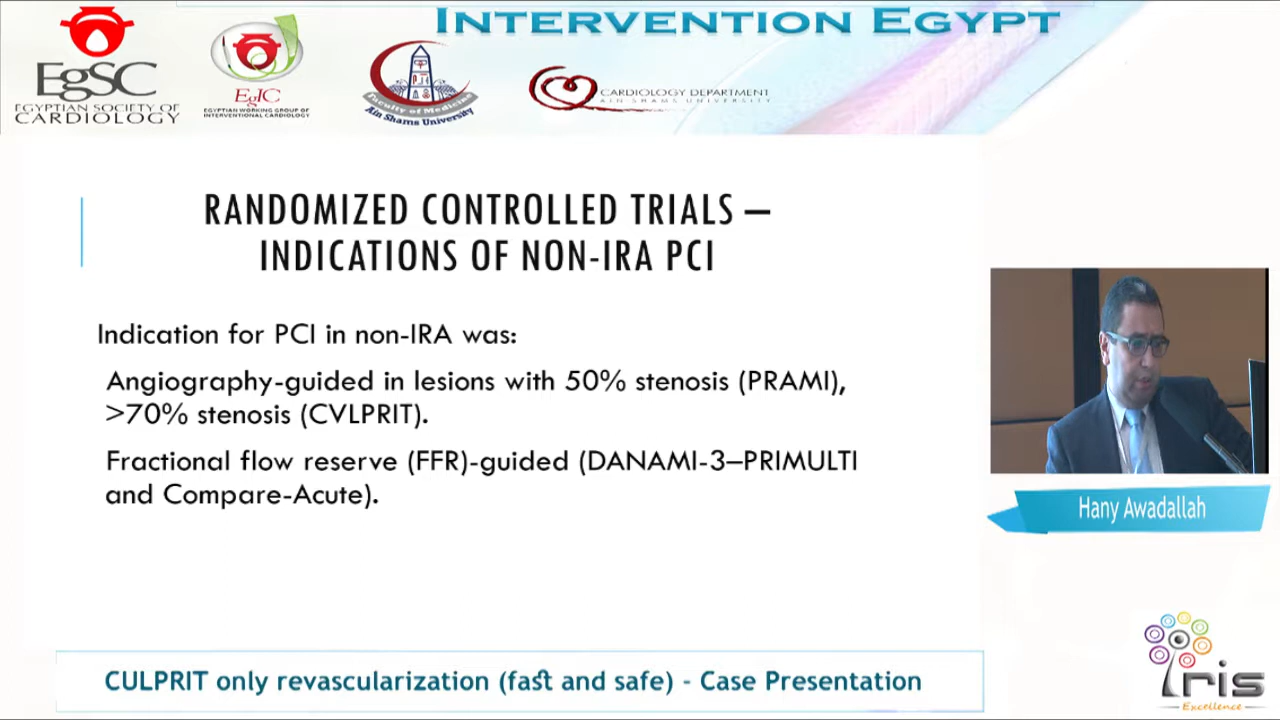 INTERVENTION EGYPT
EgSC
EGYPTIAN SOCIETY OF
CARDIOLOGY
EgIC
EGYPTIAN WORKING GROUP OF
INTERVENTIONAL CARDIOLOGY
Faculty of Medicine
Ain Shams University
CARDIOLOGY DEPARTMENT
AIN SHAMS UNIVERSITY
RANDOMIZED CONTROLLED TRIALS –
INDICATIONS OF NON-IRA PCI
Indication for PCI in non-IRA was:
Angiography-guided in lesions with 50% stenosis (PRAMI),
>70% stenosis (CVLPRIT).
Fractional flow reserve (FFR)-guided (DANAMI-3–PRIMULTI
and Compare-Acute).
Hany Awadallah
CULPRIT only revascularization (fast and safe) - Case Presentation
Iris
Excellence